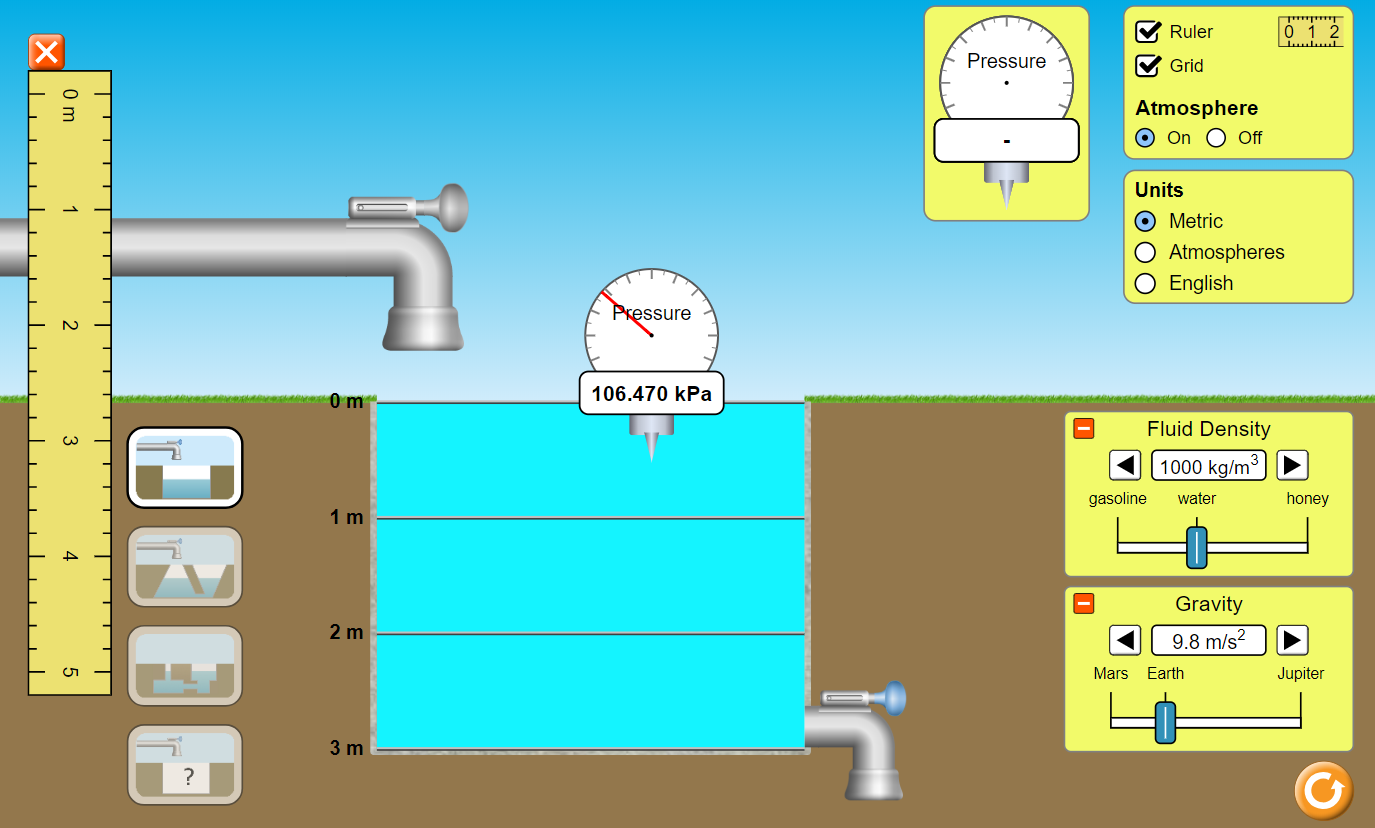 0 m
1
2
3
4
5
Pressure
-
Ruler
0 1 2
Grid
Atmosphere
On Off
Units
Metric
Atmospheres
English
Pressure
106.470 kPa
0 m
1 m
2 m
3 m
?
Fluid Density
1000 kg/m³
gasoline water honey
Gravity
9.8 m/s²
Mars Earth Jupiter